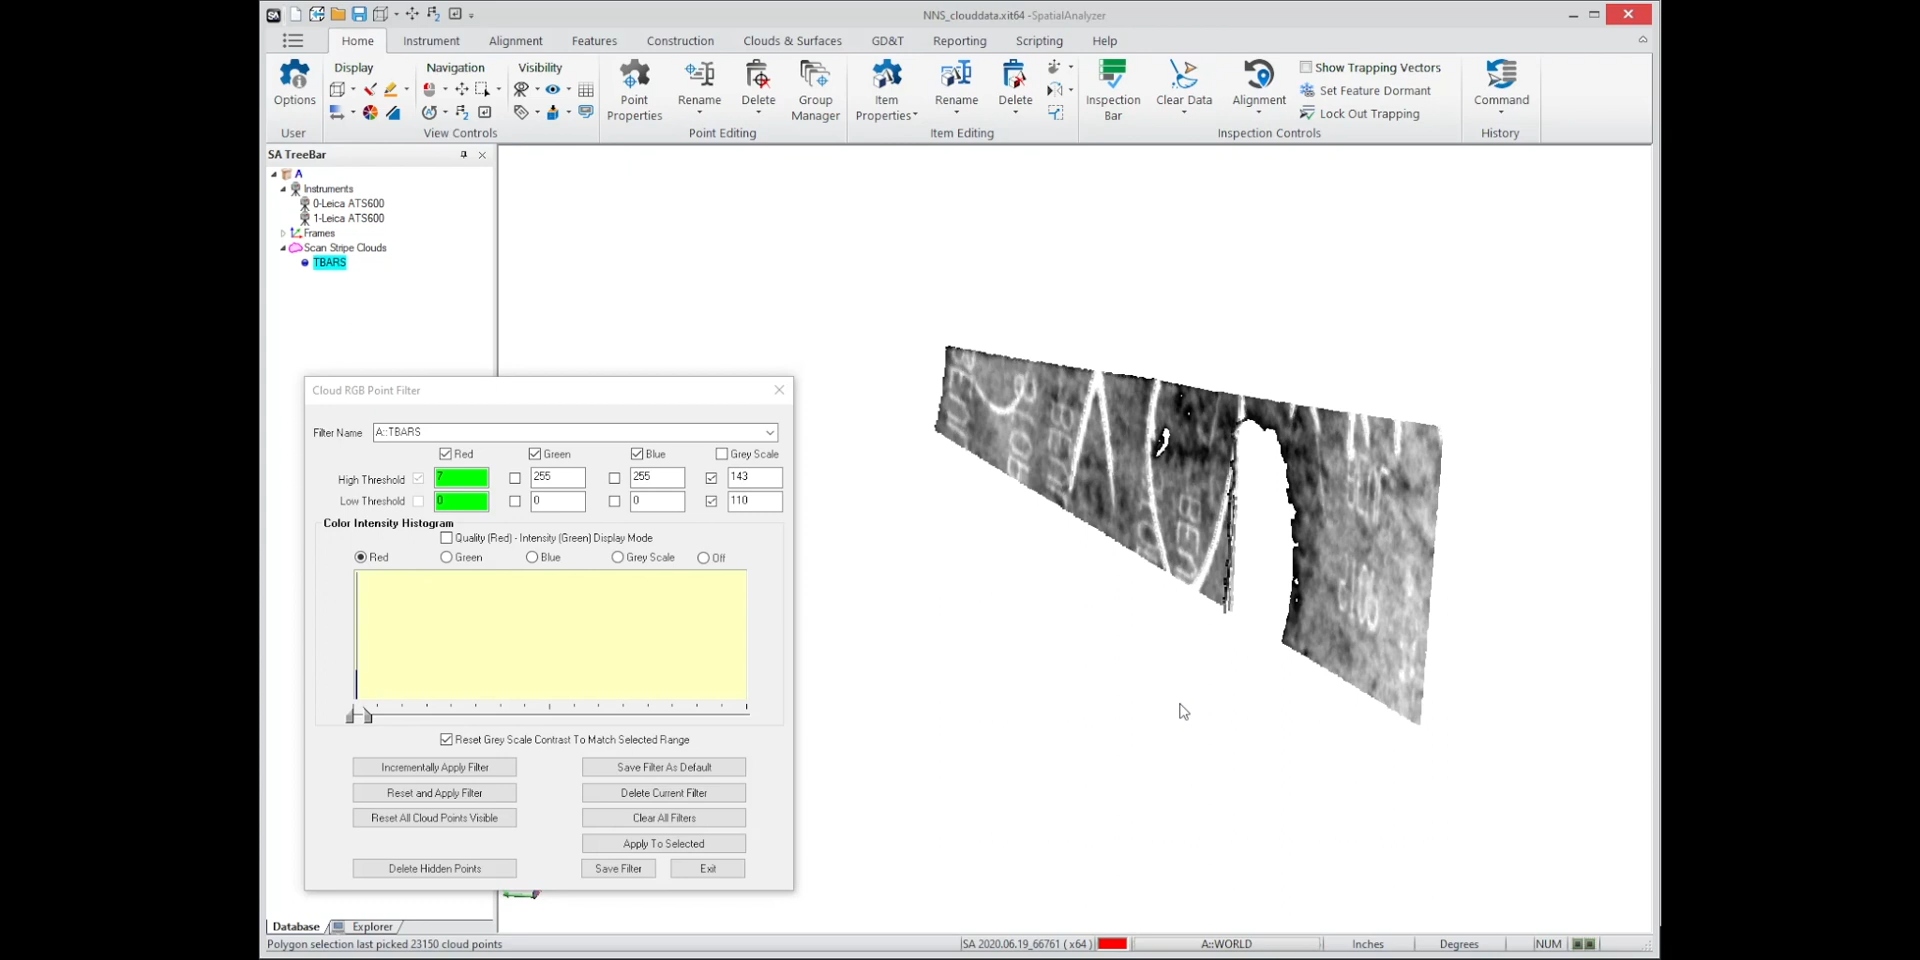 SA
NNS_clouddata.xit64 -SpatialAnalyzer
Home Instrument Alignment Features Construction Clouds & Surfaces GD&T Reporting Scripting Help
Options
User
Display Navigation Visibility
View Controls
Point Properties Rename Delete Group Manager
Point Editing
Item Properties Rename Delete
Item Editing
Inspection Bar Clear Data Alignment
Show Trapping Vectors
Set Feature Dormant
Lock Out Trapping
Inspection Controls
Command
History
SA TreeBar
A
Instruments
0-Leica ATS600
1-Leica ATS600
Frames
Scan Stripe Clouds
TBARS
Cloud RGB Point Filter
Filter Name A::TBARS
Red Green Blue Grey Scale
High Threshold 7 255 255 143
Low Threshold 0 0 0 110
Color Intensity Histogram
Quality (Red) - Intensity (Green) Display Mode
Red Green Blue Grey Scale Off
Reset Grey Scale Contrast To Match Selected Range
Incrementally Apply Filter Save Filter As Default
Reset and Apply Filter Delete Current Filter
Reset All Cloud Points Visible Clear All Filters
Apply To Selected
Delete Hidden Points Save Filter Exit
Database Explorer
Polygon selection last picked 23150 cloud points SA 2020.06.19_66761 ( x64 ) A::WORLD Inches Degrees NUM